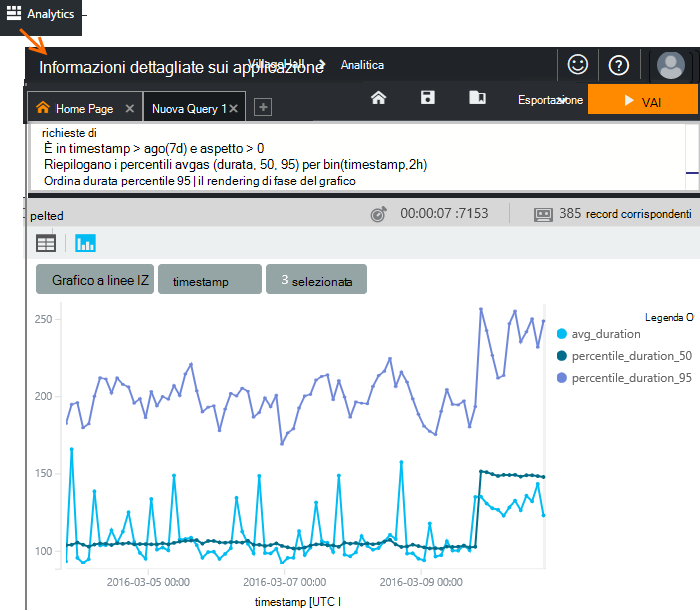 Analytics
Informazioni dettagliate sui applicazione
VillageHall
Analitica
Home Page ×
Nuova Query 1 ×
Esportazione
VAI
richieste di
È in timestamp > ago(7d) e aspetto > 0
Riepilogano i percentili avgas (durata, 50, 95) per bin(timestamp,2h)
Ordina durata percentile 95 | il rendering di fase del grafico
pelted
00:00:07 :7153
385 record corrispondenti
Grafico a linee IZ
timestamp
3 selezionata
Legenda O
avg_duration
percentile_duration_50
percentile_duration_95
250
200
150
100
2016-03-05 00:00
2016-03-07 00:00
2016-03-09 00:00
timestamp [UTC I